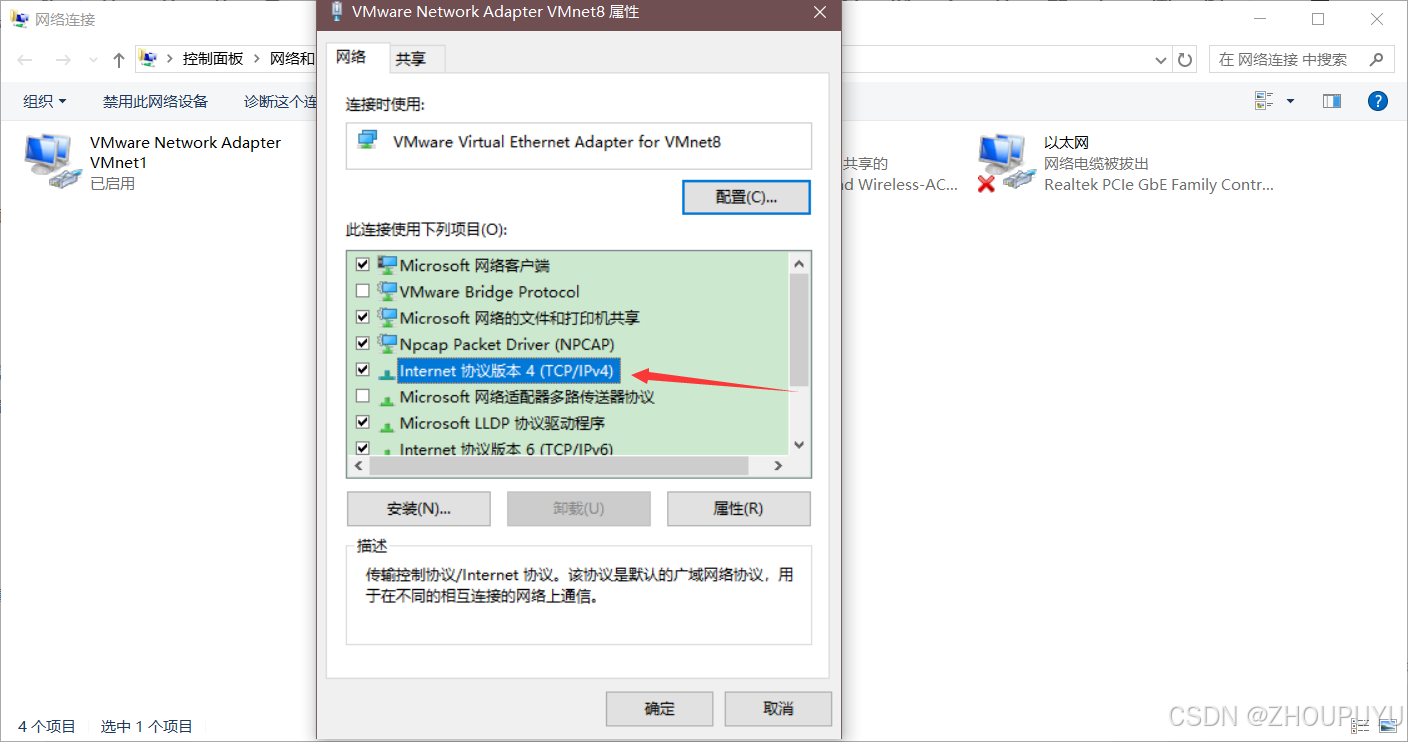 网络连接
VMware Network Adapter VMnet8 属性
控制面板
网络和
在 网络连接 中搜索
组织
禁用此网络设备
诊断这个连
VMware Network Adapter
VMnet1
已启用
共享的
d Wireless-AC...
以太网
网络电缆被拔出
Realtek PCIe GbE Family Contr...
网络
共享
连接时使用:
VMware Virtual Ethernet Adapter for VMnet8
配置(C)...
此连接使用下列项目(O):
Microsoft 网络客户端
VMware Bridge Protocol
Microsoft 网络的文件和打印机共享
Npcap Packet Driver (NPCAP)
Internet 协议版本 4 (TCP/IPv4)
Microsoft 网络适配器多路传送器协议
Microsoft LLDP 协议驱动程序
Internet 协议版本 6 (TCP/IPv6)
安装(N)...
卸载(U)
属性(R)
描述
传输控制协议/Internet 协议。该协议是默认的广域网络协议，用
于在不同的相互连接的网络上通信。
确定
取消
4 个项目
选中 1 个项目
CSDN @ZHOUPUYU